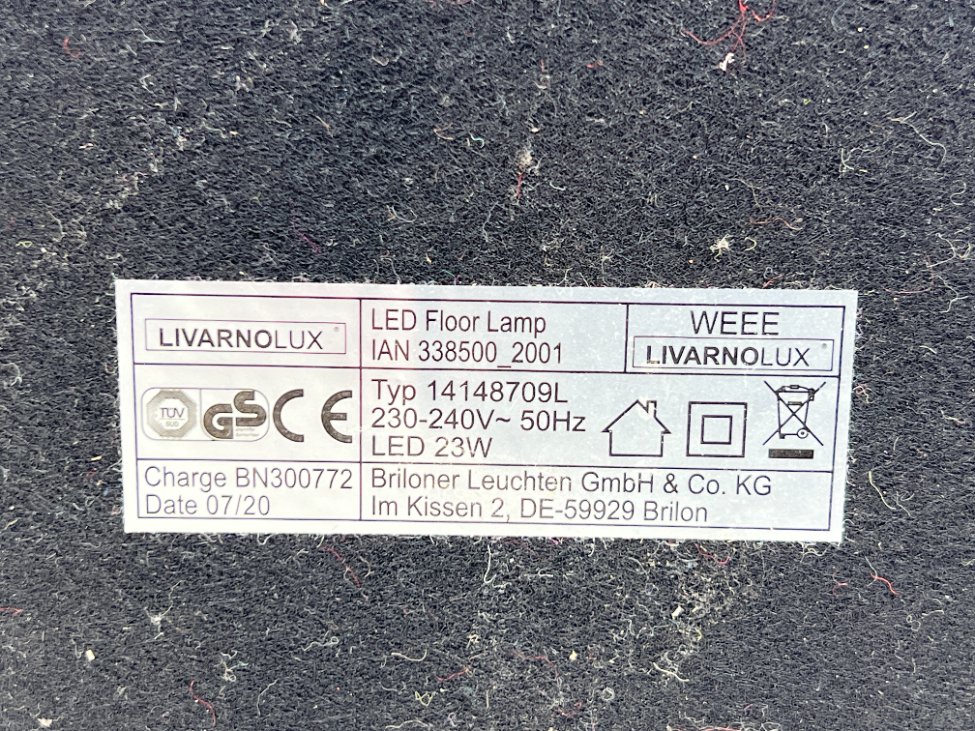 LIVARNOLUX®
LED Floor Lamp
IAN 338500_2001
WEEE
LIVARNOLUX®
TÜV
SÜD
GS
CE
Typ 14148709L
230-240V~ 50Hz
LED 23W
Charge BN300772
Date 07/20
Briloner Leuchten GmbH & Co. KG
Im Kissen 2, DE-59929 Brilon